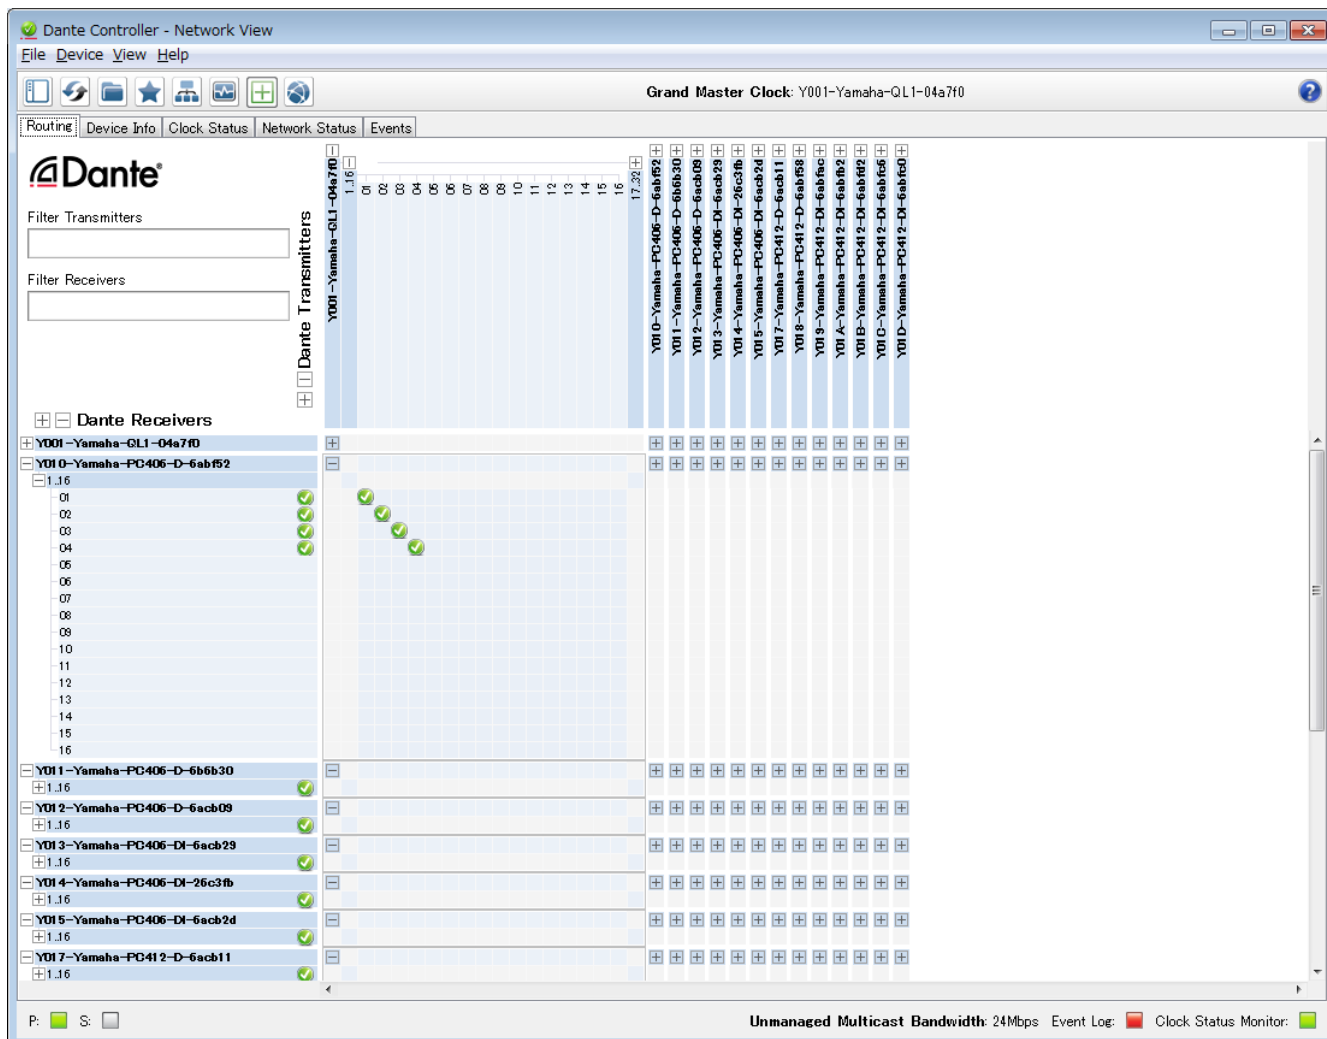 Dante Controller - Network View
File Device View Help
Grand Master Clock: Y001-Yamaha-QL1-04a7f0
Routing Device Info Clock Status Network Status Events
Dante
Filter Transmitters
Filter Receivers
Dante Transmitters
Dante Receivers
Y001-Yamaha-QL1-04a7f0
1..16
01
02
03
04
05
06
07
08
09
10
11
12
13
14
15
16
17..32
Y010-Yamaha-PC406-D-6abf52
Y011-Yamaha-PC406-D-6b6b30
Y012-Yamaha-PC406-D-6acb09
Y013-Yamaha-PC406-DI-6acb29
Y014-Yamaha-PC406-DI-26c3fb
Y015-Yamaha-PC406-DI-6acb2d
Y017-Yamaha-PC412-D-6acb11
Y018-Yamaha-PC412-D-6abf58
Y019-Yamaha-PC412-DI-6abfac
Y01A-Yamaha-PC412-DI-6abfb2
Y01B-Yamaha-PC412-DI-6abfd2
Y01C-Yamaha-PC412-DI-6abfc6
Y01D-Yamaha-PC412-DI-6abfc0
Y001-Yamaha-QL1-04a7f0
Y010-Yamaha-PC406-D-6abf52
1..16
01
02
03
04
05
06
07
08
09
10
11
12
13
14
15
16
Y011-Yamaha-PC406-D-6b6b30
1..16
Y012-Yamaha-PC406-D-6acb09
1..16
Y013-Yamaha-PC406-DI-6acb29
1..16
Y014-Yamaha-PC406-DI-26c3fb
1..16
Y015-Yamaha-PC406-DI-6acb2d
1..16
Y017-Yamaha-PC412-D-6acb11
1..16
P: S: Unmanaged Multicast Bandwidth: 24Mbps Event Log: Clock Status Monitor: